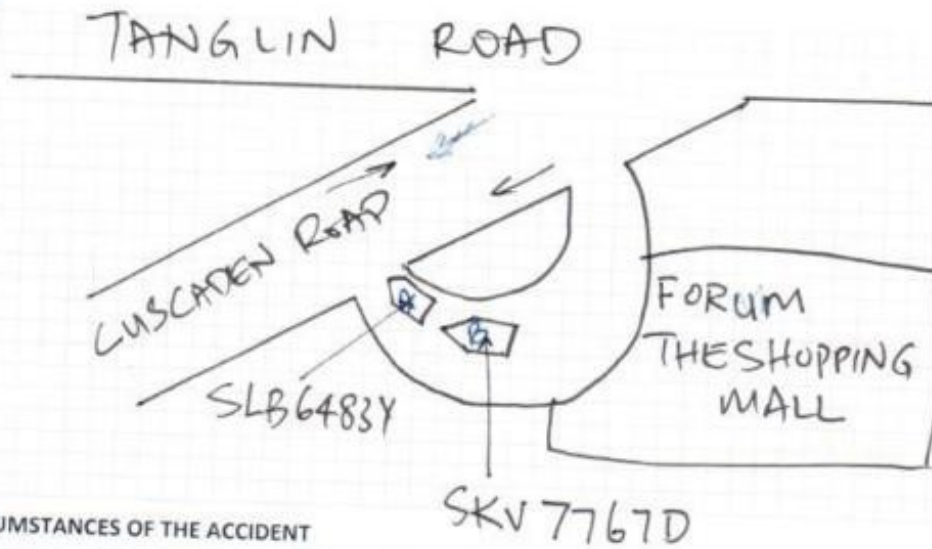 TANGLIN ROAD
CUSCADEN ROAD
A
B
FORUM
THESHOPPING
MALL
SLB6483Y
SKV7767D
UMSTANCES OF THE ACCIDENT